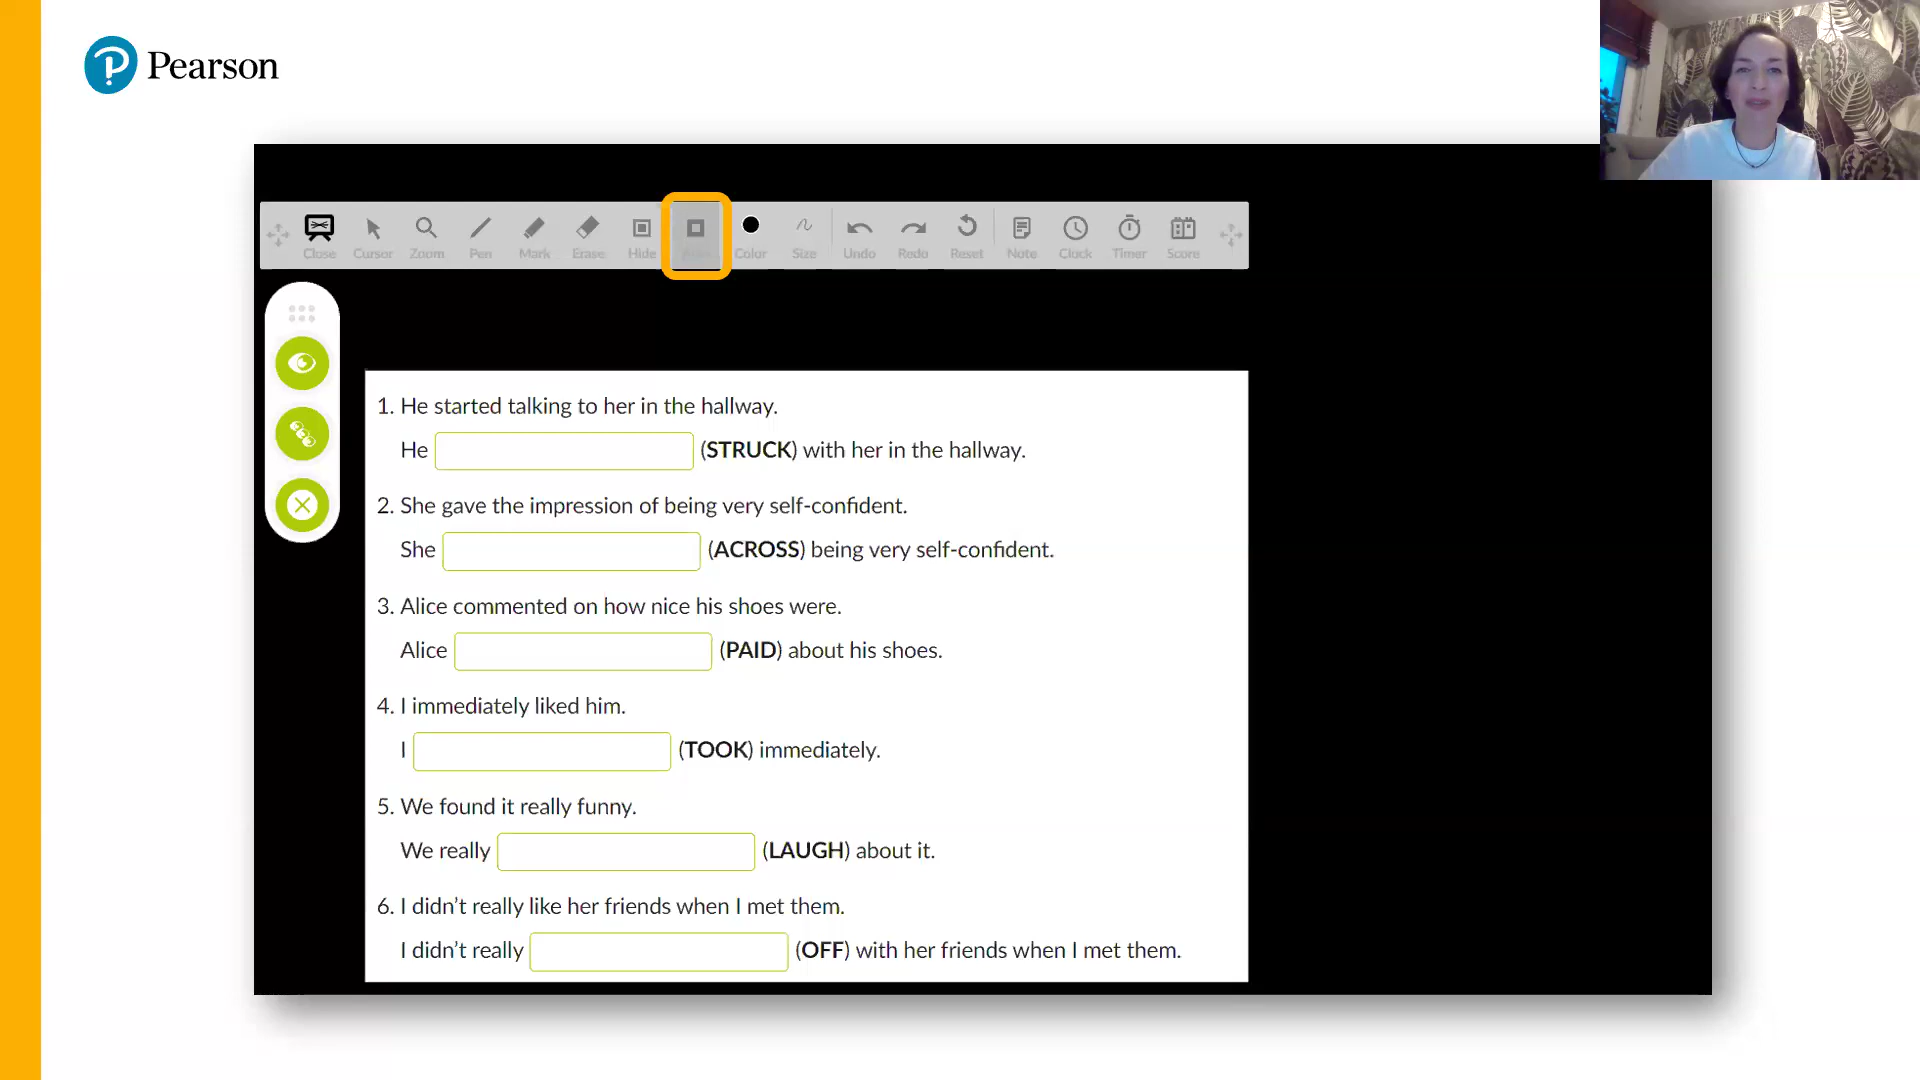 Pearson
Close Cursor Zoom Pen Mark Erase Hide Color Size Undo Redo Reset Note Clock Timer Score
1. He started talking to her in the hallway.
He (STRUCK) with her in the hallway.
2. She gave the impression of being very self-confident.
She (ACROSS) being very self-confident.
3. Alice commented on how nice his shoes were.
Alice (PAID) about his shoes.
4. I immediately liked him.
I (TOOK) immediately.
5. We found it really funny.
We really (LAUGH) about it.
6. I didn't really like her friends when I met them.
I didn't really (OFF) with her friends when I met them.